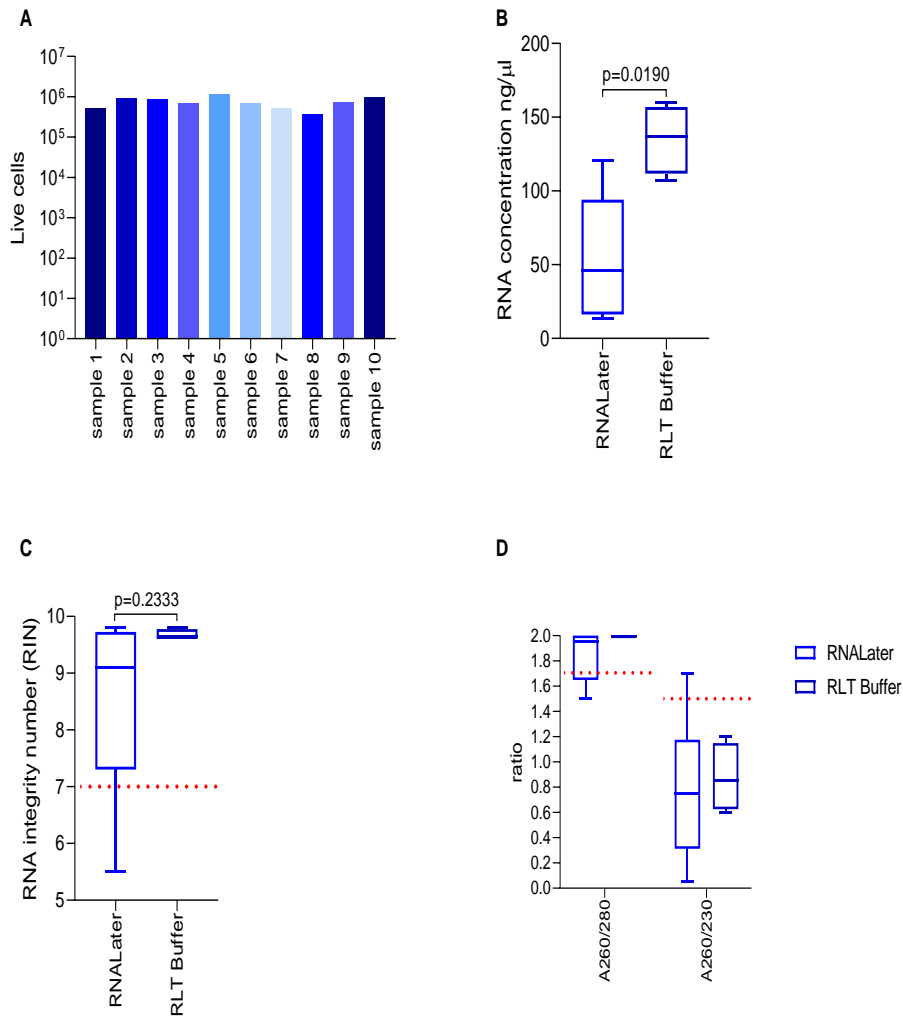 A
Live cells
10⁷
10⁶
10⁵
10⁴
10³
10²
10¹
10⁰
sample 1
sample 2
sample 3
sample 4
sample 5
sample 6
sample 7
sample 8
sample 9
sample 10
B
RNA concentration ng/µl
200
150
100
50
0
p=0.0190
RNALater
RLT Buffer
C
RNA integrity number (RIN)
10
9
8
7
6
5
p=0.2333
RNALater
RLT Buffer
D
ratio
2.0
1.8
1.6
1.4
1.2
1.0
0.8
0.6
0.4
0.2
0.0
A260/280
A260/230
RNALater
RLT Buffer